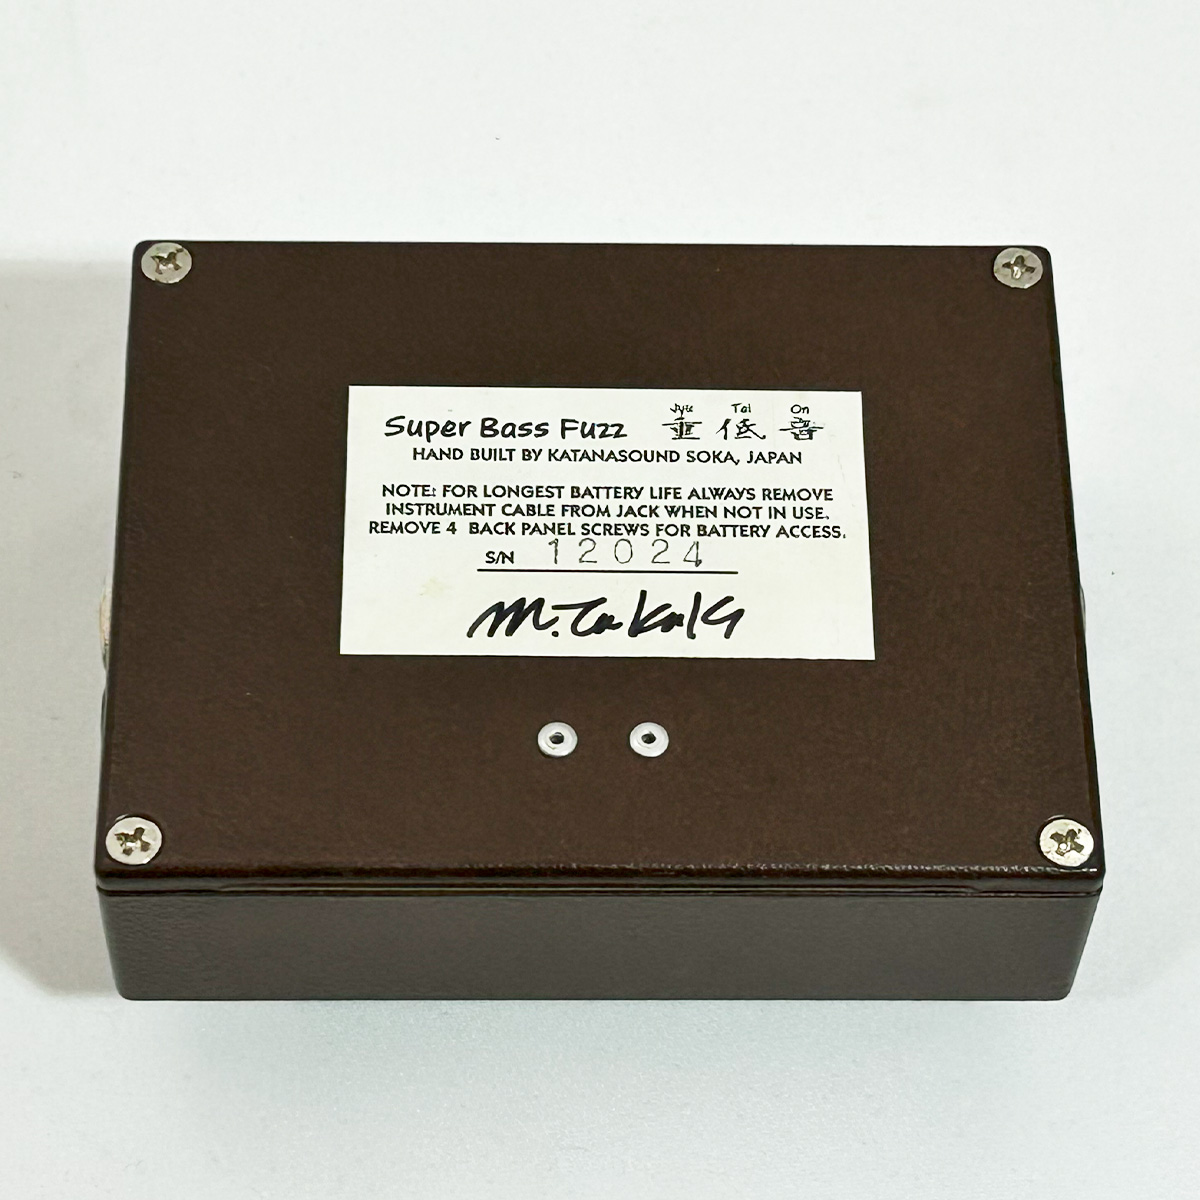 Jyu Tai On
Super Bass Fuzz 重低音
HAND BUILT BY KATANASOUND SOKA, JAPAN
NOTE: FOR LONGEST BATTERY LIFE ALWAYS REMOVE
INSTRUMENT CABLE FROM JACK WHEN NOT IN USE.
REMOVE 4 BACK PANEL SCREWS FOR BATTERY ACCESS.
S/N 12024
M. Takaki